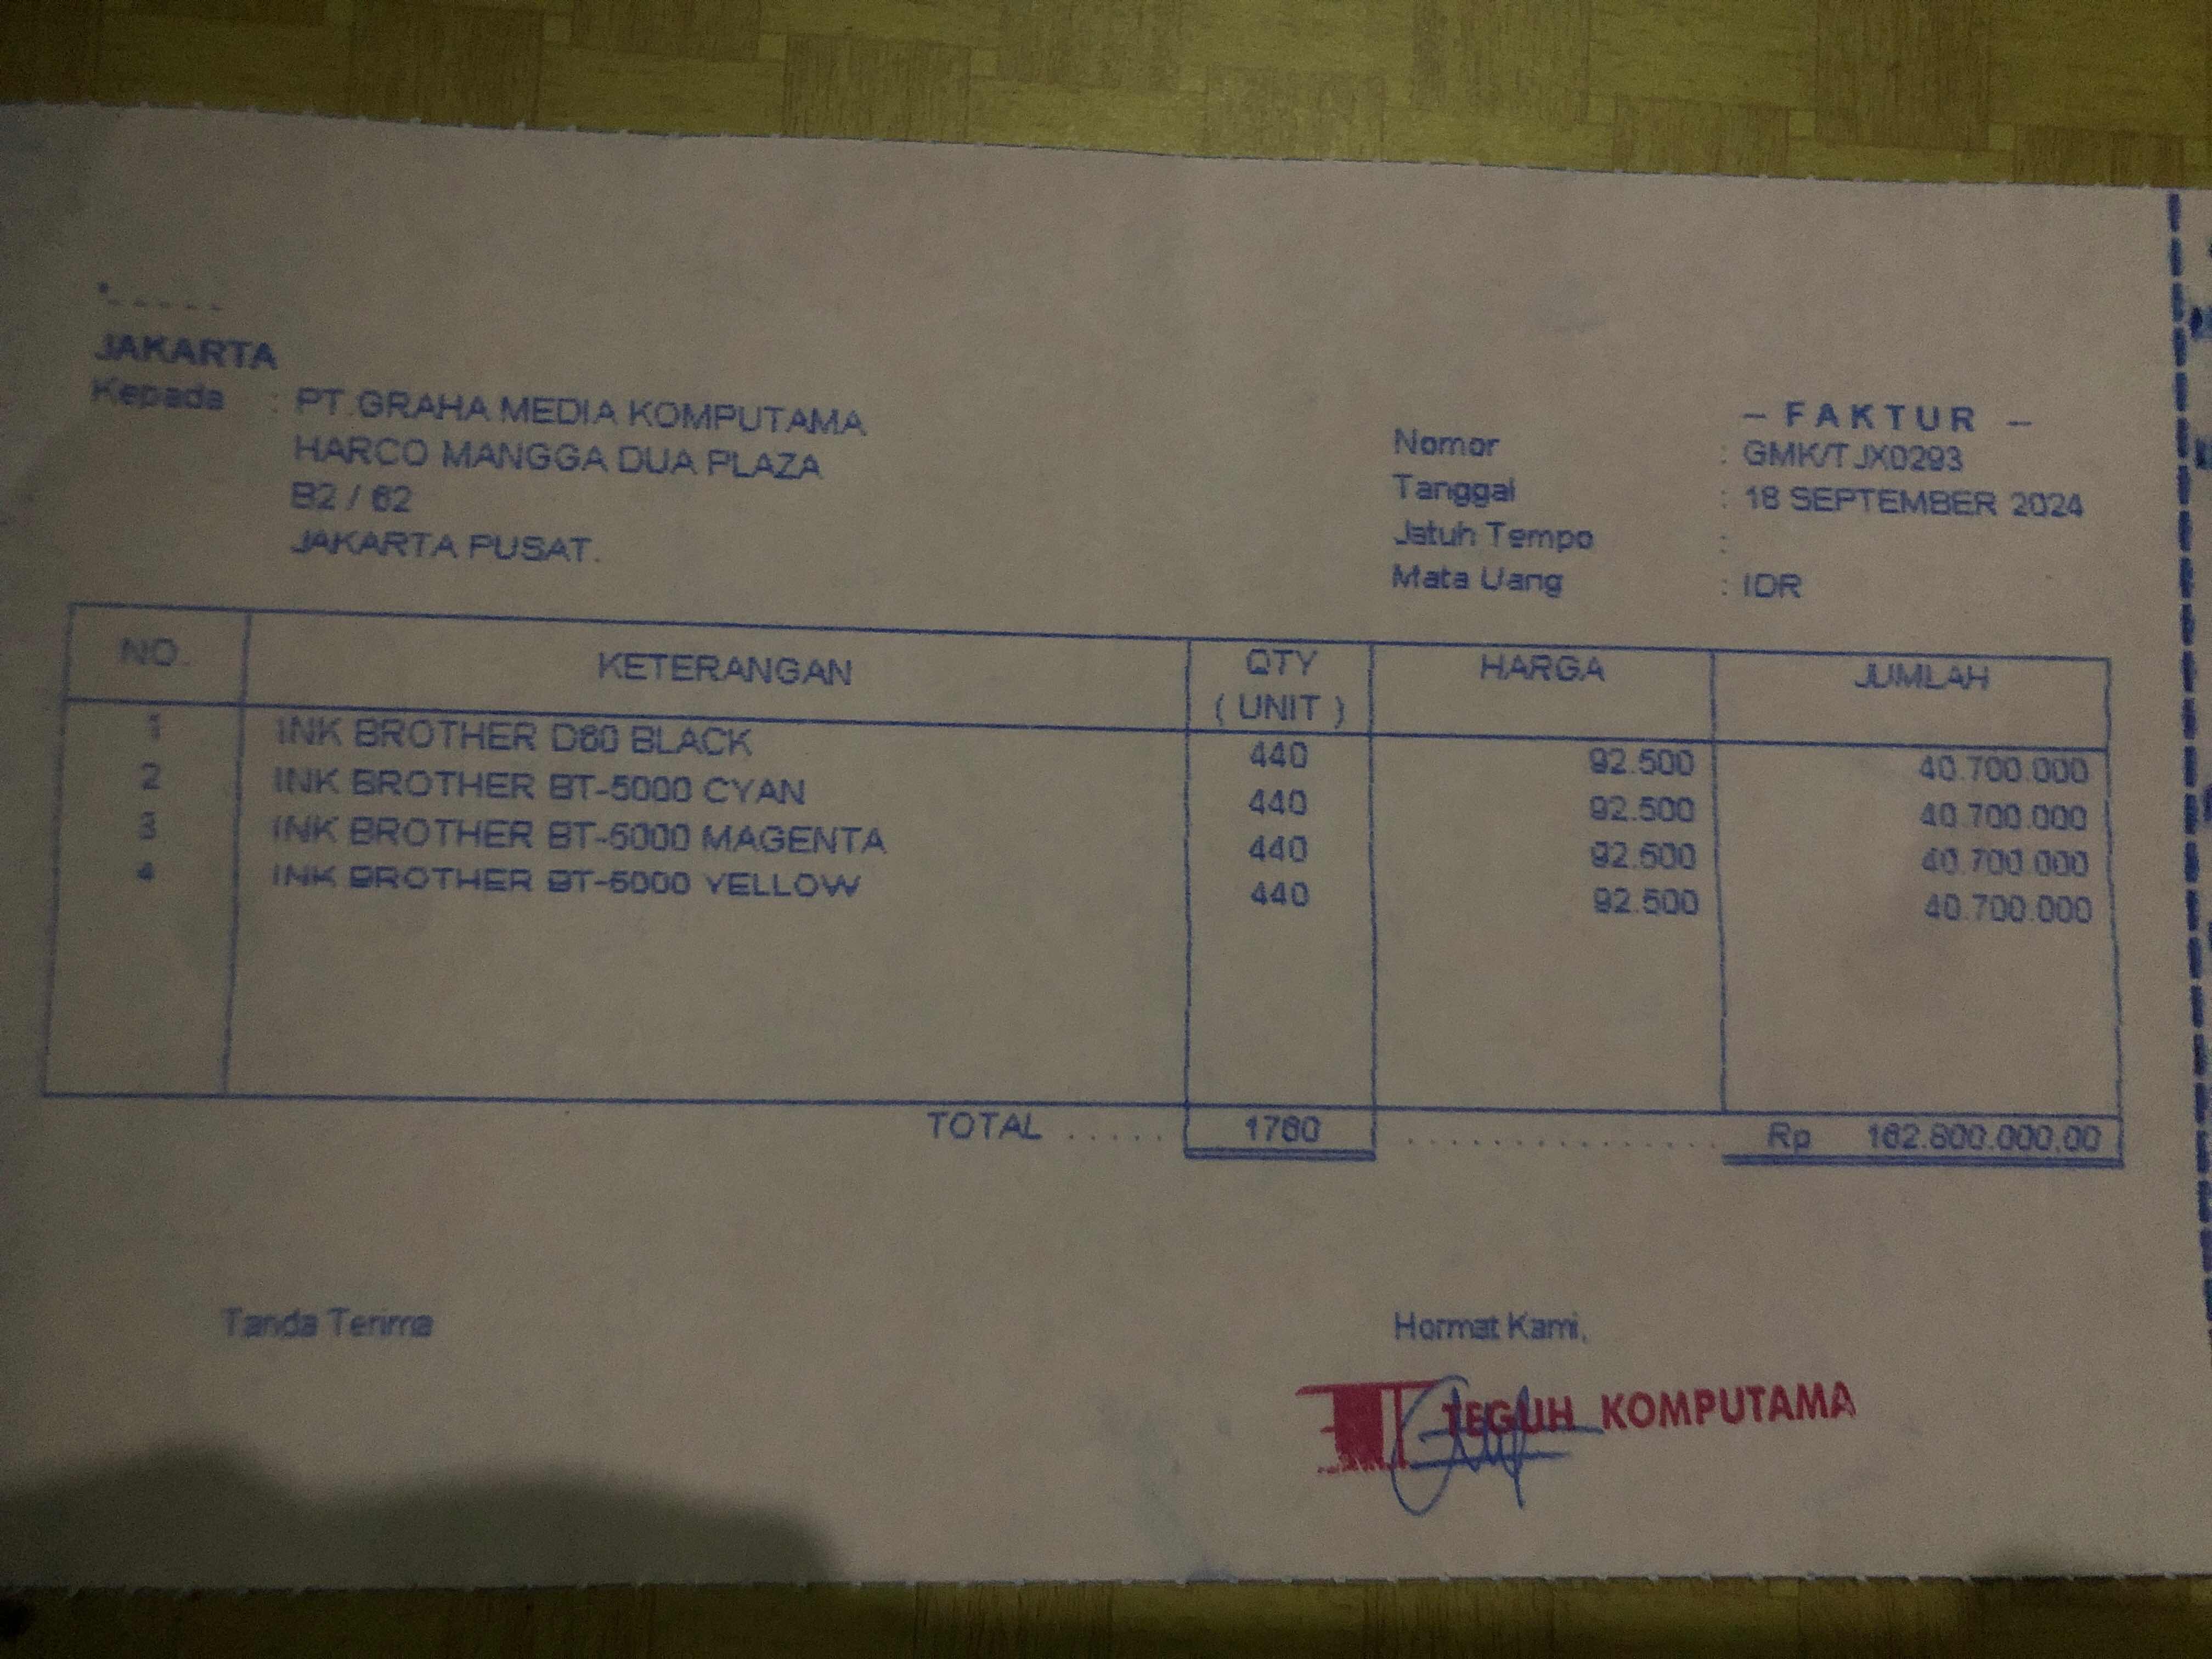 JAKARTA
Kepada : PT.GRAHA MEDIA KOMPUTAMA
HARCO MANGGA DUA PLAZA
B2 / 62
JAKARTA PUSAT.
– FAKTUR –
Nomor : GMK/TJX0293
Tanggal : 18 SEPTEMBER 2024
Jatuh Tempo :
Mata Uang : IDR
NO. KETERANGAN QTY ( UNIT ) HARGA JUMLAH
1 INK BROTHER D60 BLACK 440 92.500 40.700.000
2 INK BROTHER BT-5000 CYAN 440 92.500 40.700.000
3 INK BROTHER BT-5000 MAGENTA 440 92.500 40.700.000
4 INK BROTHER BT-5000 YELLOW 440 92.500 40.700.000
TOTAL ..... 1760 ................. Rp 162.800.000,00
Tanda Terima
Hormat Kami,
TEGUH KOMPUTAMA